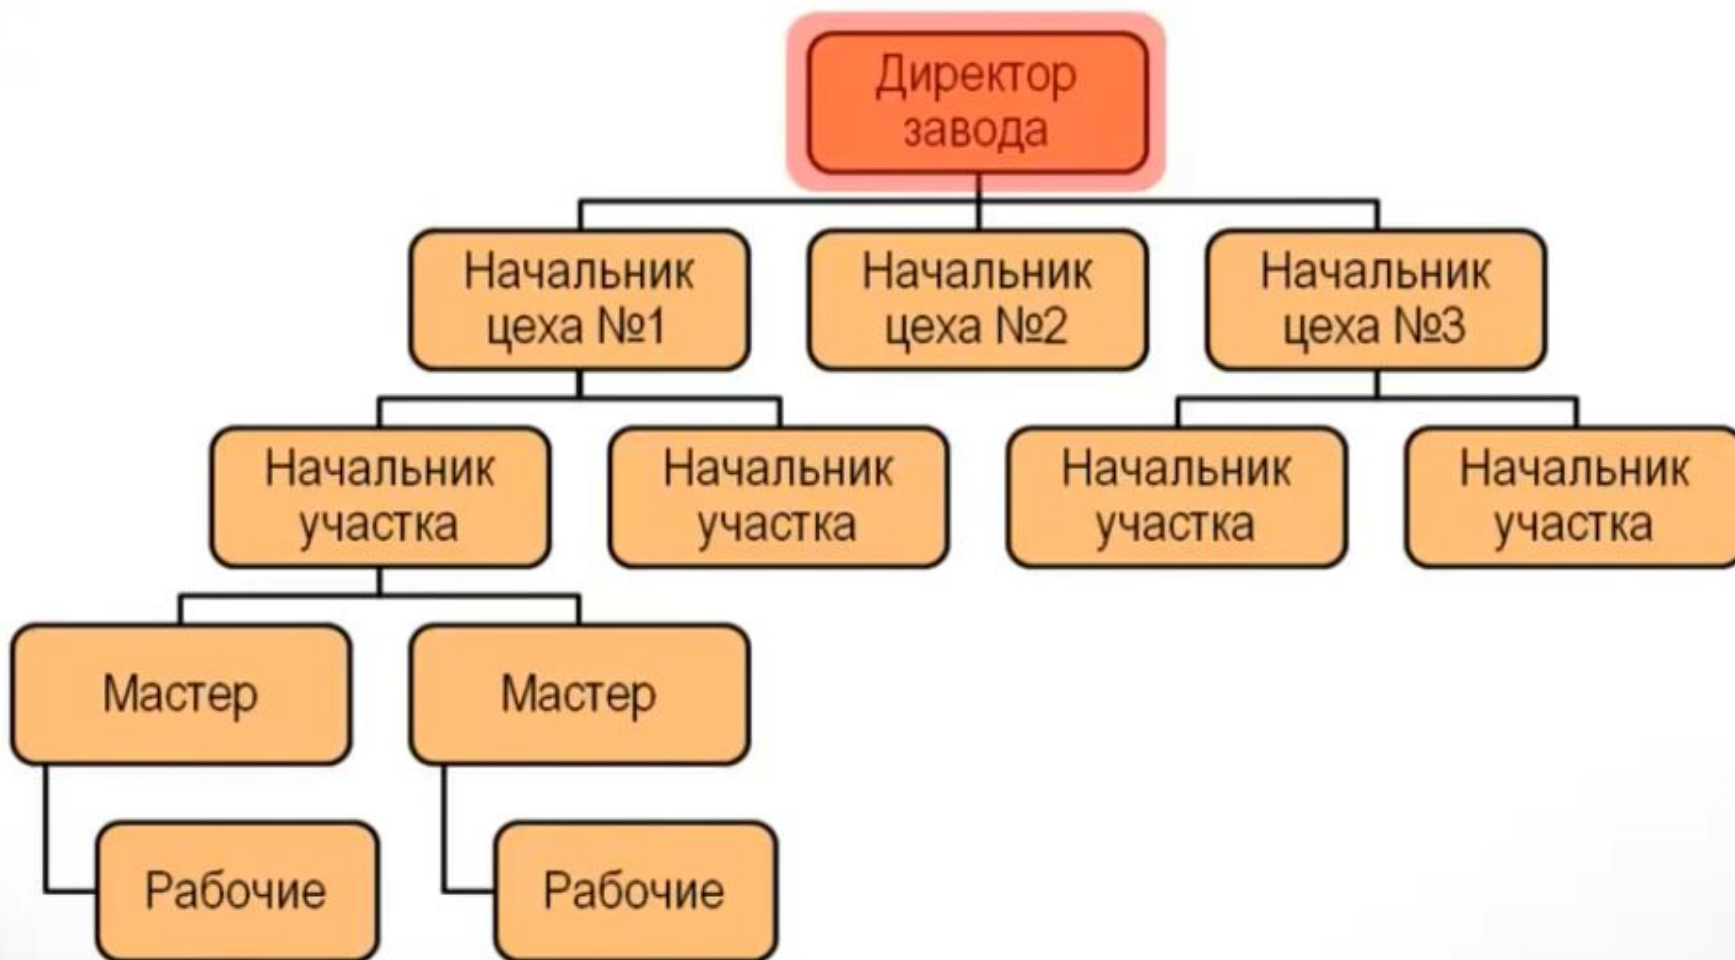 Директор
завода
Начальник
цеха №1
Начальник
цеха №2
Начальник
цеха №3
Начальник
участка
Начальник
участка
Начальник
участка
Начальник
участка
Мастер
Мастер
Рабочие
Рабочие